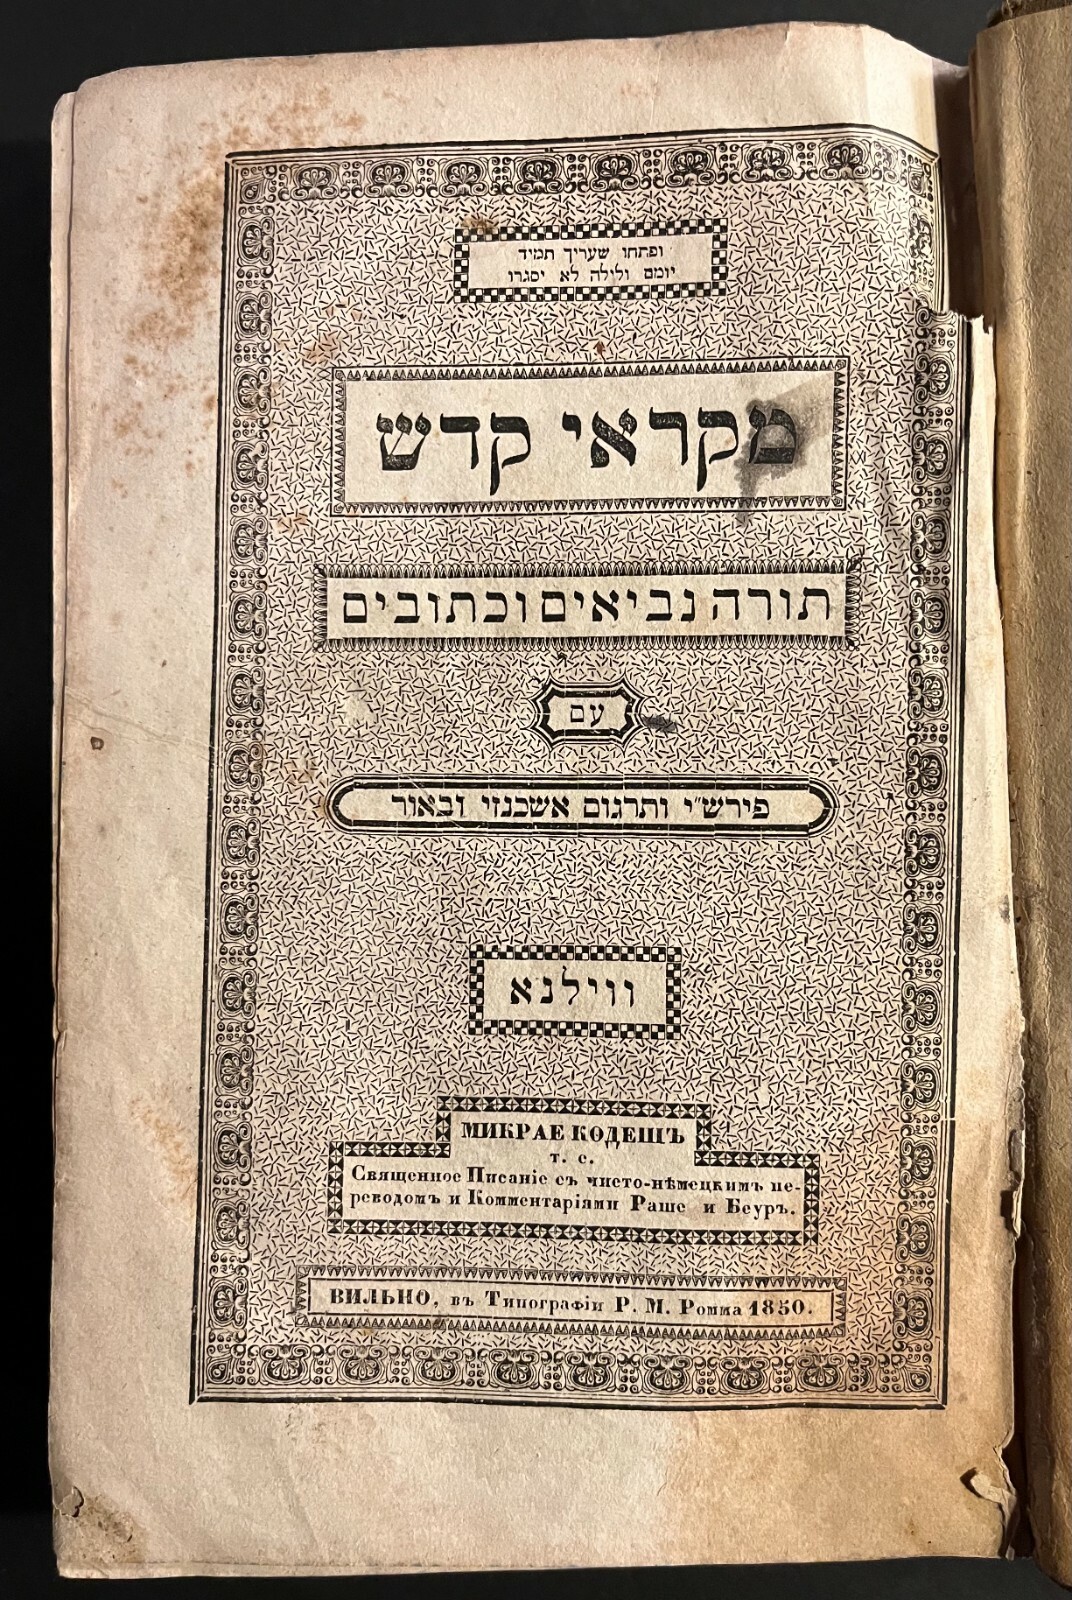 ופתחו שעריך תמיד
יומם ולילה לא יסגרו
מקראי קדש
תורה נביאים וכתובים
עם
פירש״י ותרגום אשכנזי ובאור
ווילנא
МИКРАЕ КОДЕШЪ
т. с.
Священное Писаніе съ чисто-нѣмецкимъ пе-
реводомъ и Комментаріями Раше и Беуръ.
ВИЛЬНО, въ Типографіи Р. М. Ромма 1850.